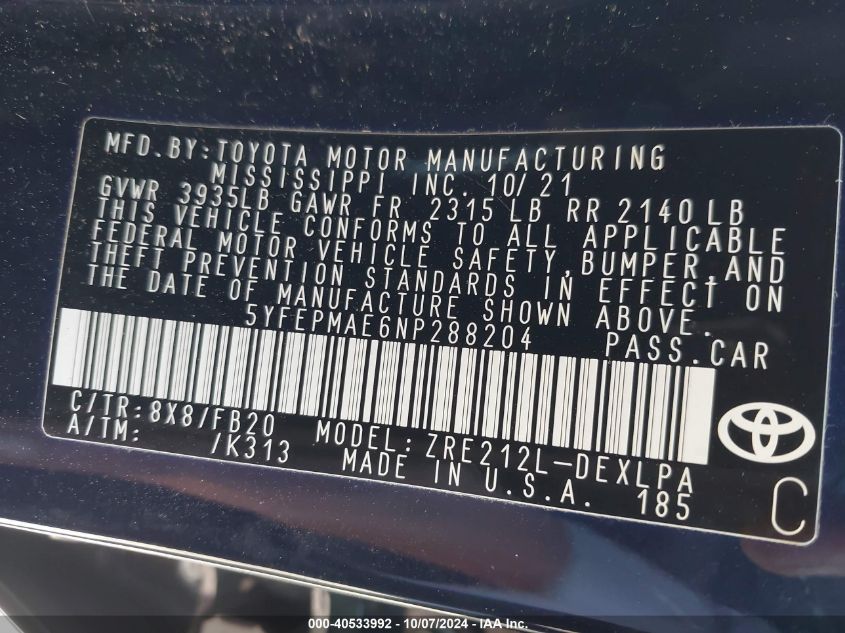 MFD.BY:TOYOTA MOTOR MANUFACTURING
MISSISSIPPI INC. 10/21
GVWR 3935LB GAWR FR 2315 LB RR 2140LB
THIS VEHICLE CONFORMS TO ALL APPLICABLE
FEDERAL MOTOR VEHICLE SAFETY, BUMPER, AND
THEFT PREVENTION STANDARDS IN EFFECT ON
THE DATE OF MANUFACTURE SHOWN ABOVE.
5YFEPMAE6NP288204 PASS.CAR
C/TR: 8X8/FB20 MODEL: ZRE212L-DEXLPA
A/TM: /K313 MADE IN U.S.A. 185
C
000-40533992 - 10/07/2024 - © IAA Holdings, Inc.